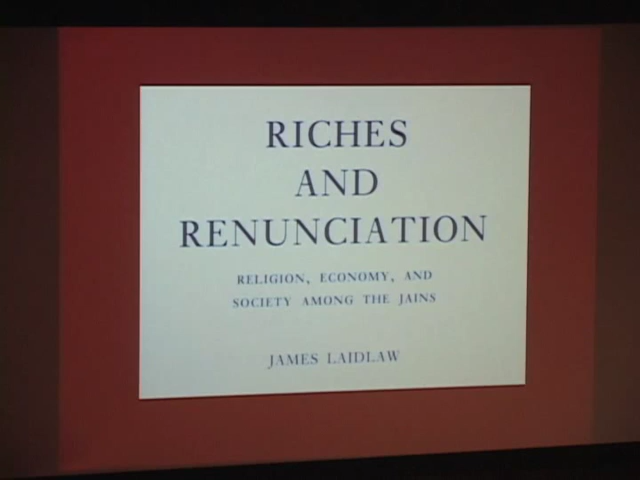 RICHES
AND
RENUNCIATION
RELIGION, ECONOMY, AND
SOCIETY AMONG THE JAINS
JAMES LAIDLAW